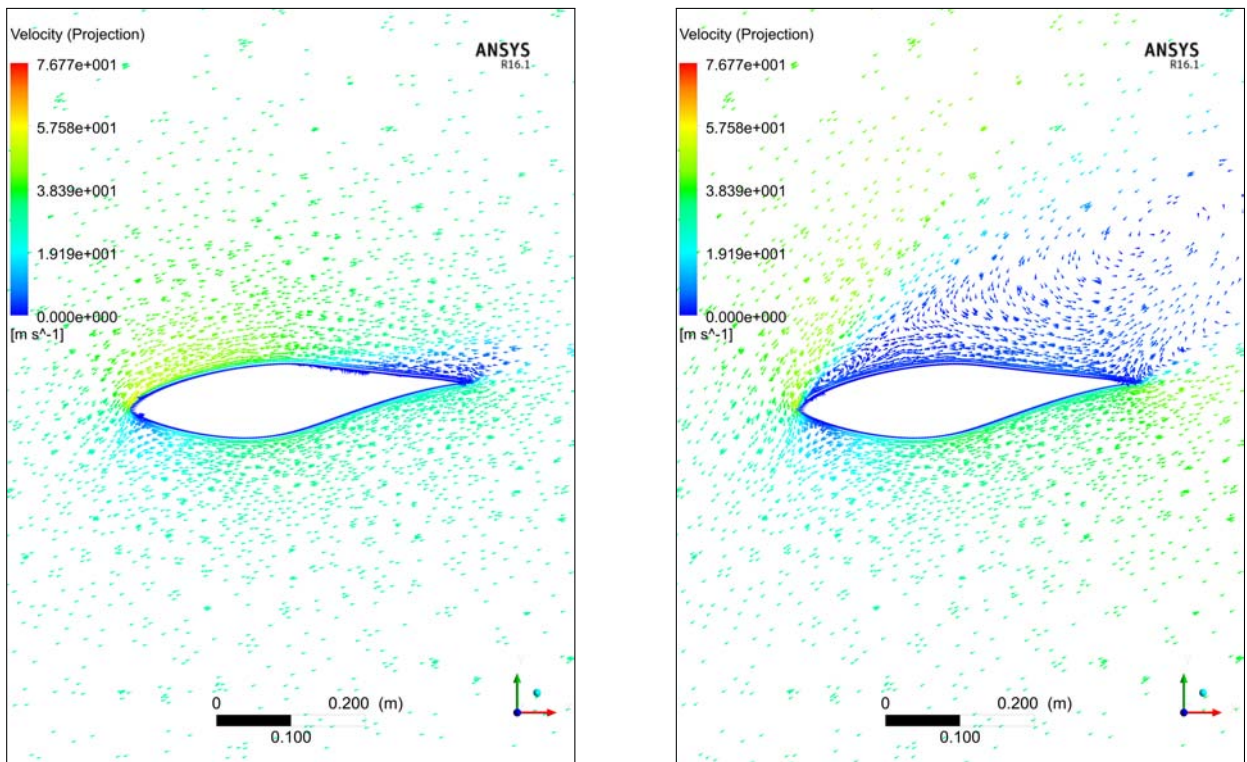 Velocity (Projection)
ANSYS
R16.1
7.677e+001
5.758e+001
3.839e+001
1.919e+001
0.000e+000
[m s^-1]
0
0.200 (m)
0.100
Velocity (Projection)
ANSYS
R16.1
7.677e+001
5.758e+001
3.839e+001
1.919e+001
0.000e+000
[m s^-1]
0
0.200 (m)
0.100